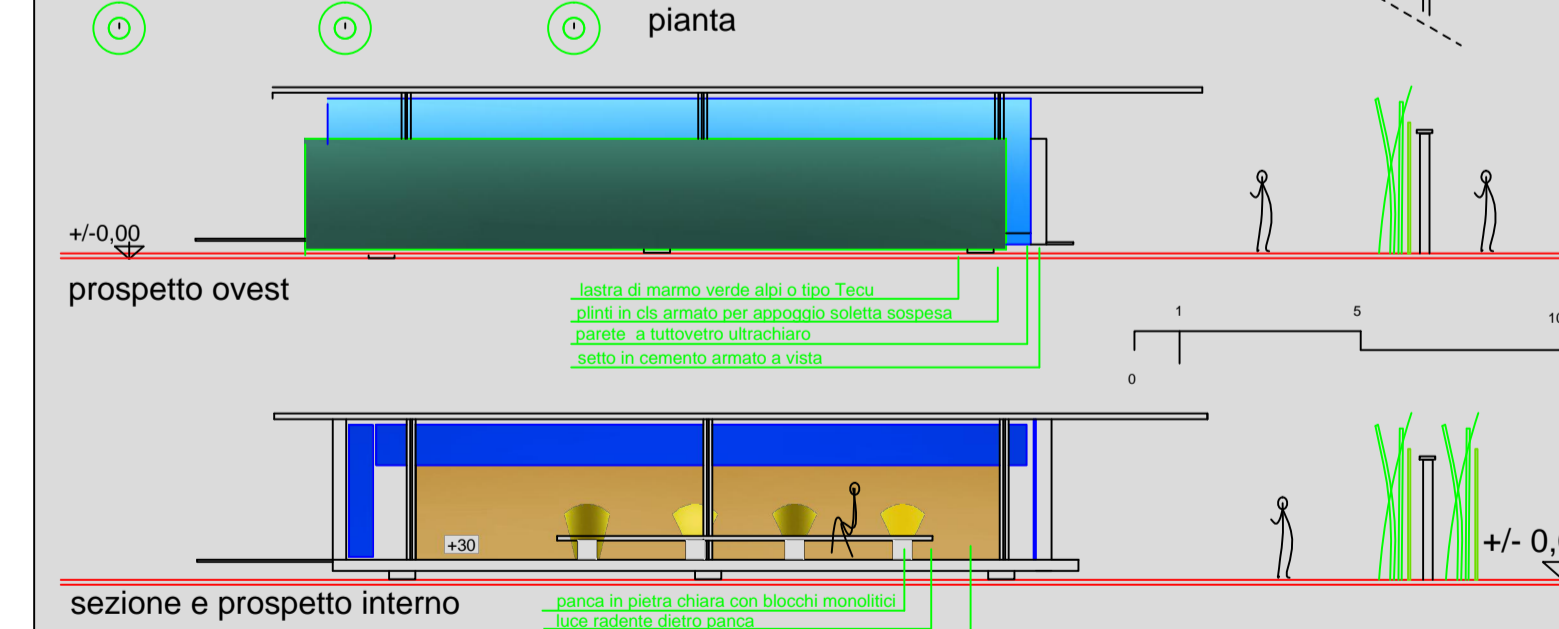 pianta
+/-0,00
prospetto ovest
lastra di marmo verde alpi o tipo Tecu
plinti in cls armato per appoggio soletta sospesa
parete a tuttovetro ultrachiaro
setto in cemento armato a vista
1
5
10
0
+30
+/- 0,
sezione e prospetto interno
panca in pietra chiara con blocchi monolitici
luce radente dietro panca